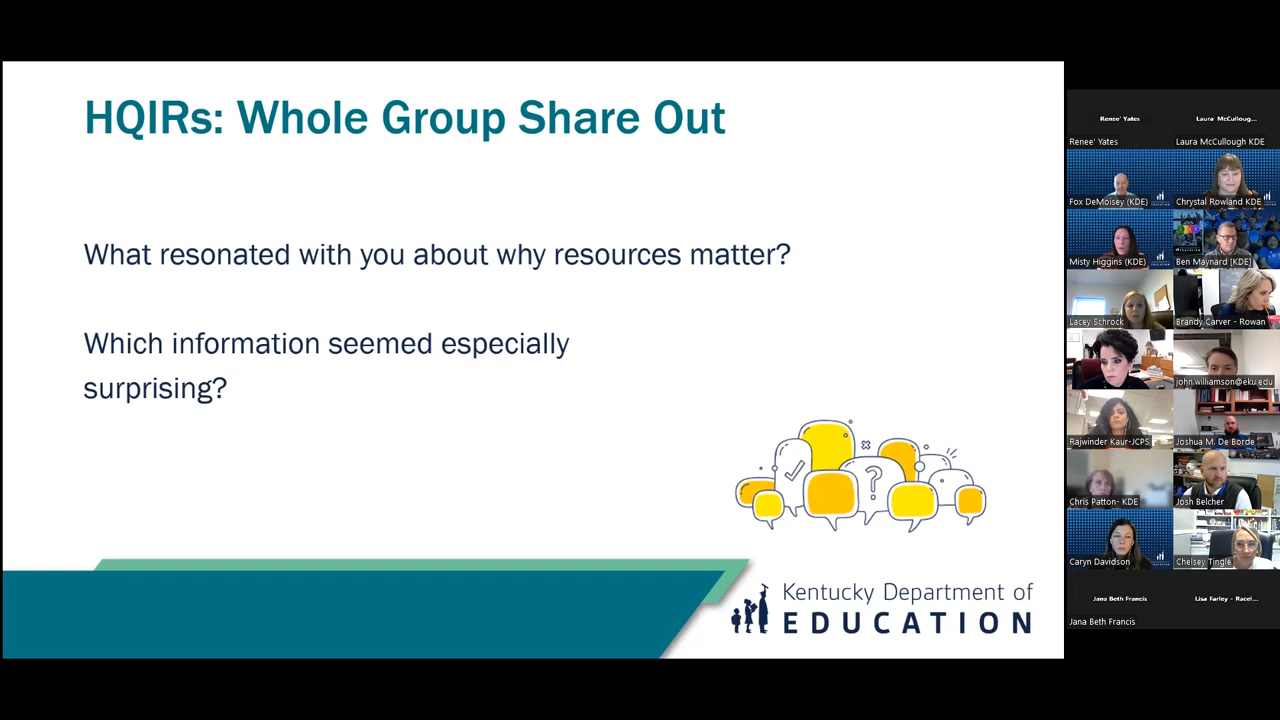 HQIRs: Whole Group Share Out
What resonated with you about why resources matter?
Which information seemed especially
surprising?
?
Kentucky Department of
EDUCATION
Renee' Yates
Laura McCulloug...
Renee' Yates
Laura McCullough KDE
Fox DeMoisey (KDE)
Chrystal Rowland KDE
Misty Higgins (KDE)
Ben Maynard [KDE]
Lacey Schrock
Brandy Carver - Rowan
john.williamson@eku.edu
Rajwinder Kaur-JCPS
Joshua M. De Borde
Chris Patton- KDE
Josh Belcher
Caryn Davidson
Chelsey Tingle
Jana Beth Francis
Lisa Farley - Racel...
Jana Beth Francis